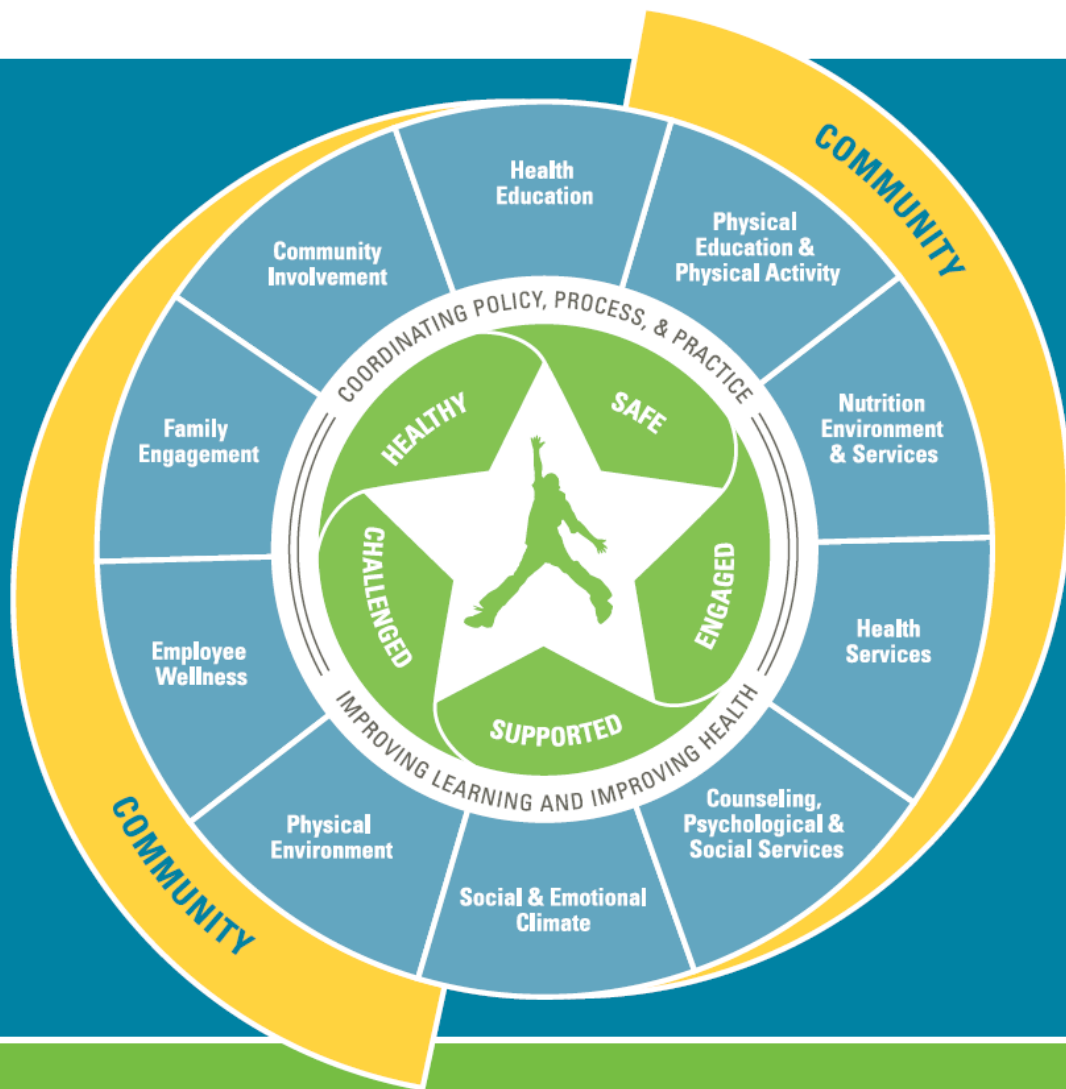 COMMUNITY
Health
Education
Physical
Education &
Physical Activity
Nutrition
Environment
& Services
Health
Services
Counseling,
Psychological &
Social Services
Social & Emotional
Climate
Physical
Environment
Employee
Wellness
Family
Engagement
Community
Involvement
COORDINATING POLICY, PROCESS, & PRACTICE
IMPROVING LEARNING AND IMPROVING HEALTH
HEALTHY
SAFE
ENGAGED
SUPPORTED
CHALLENGED
COMMUNITY